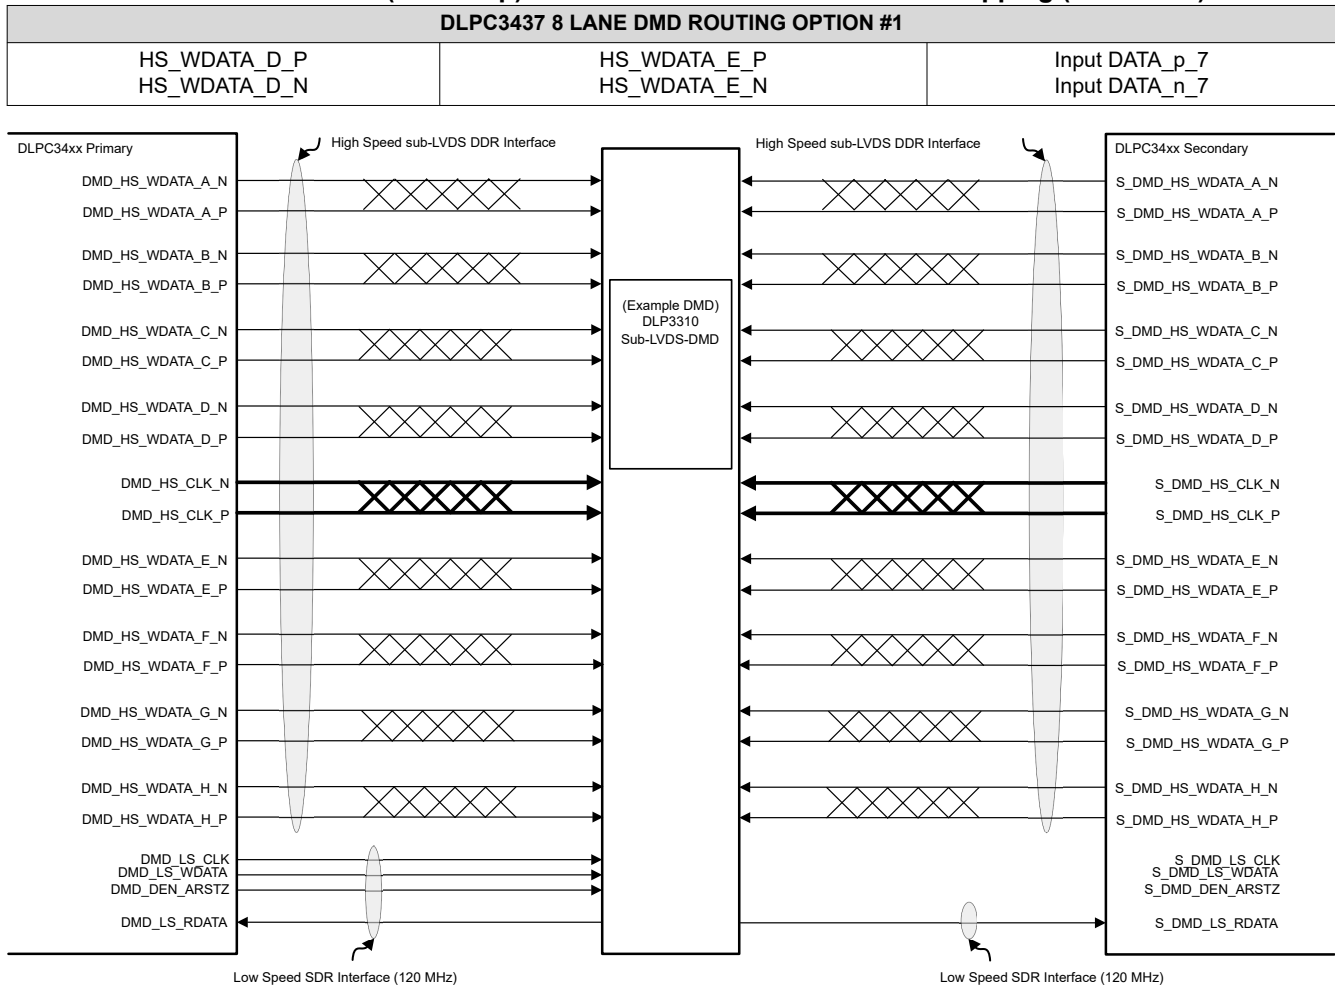 DLPC3437 8 LANE DMD ROUTING OPTION #1
HS_WDATA_D_P
HS_WDATA_D_N
HS_WDATA_E_P
HS_WDATA_E_N
Input DATA_p_7
Input DATA_n_7
DLPC34xx Primary
High Speed sub-LVDS DDR Interface
High Speed sub-LVDS DDR Interface
DLPC34xx Secondary
DMD_HS_WDATA_A_N
DMD_HS_WDATA_A_P
DMD_HS_WDATA_B_N
DMD_HS_WDATA_B_P
DMD_HS_WDATA_C_N
DMD_HS_WDATA_C_P
DMD_HS_WDATA_D_N
DMD_HS_WDATA_D_P
DMD_HS_CLK_N
DMD_HS_CLK_P
DMD_HS_WDATA_E_N
DMD_HS_WDATA_E_P
DMD_HS_WDATA_F_N
DMD_HS_WDATA_F_P
DMD_HS_WDATA_G_N
DMD_HS_WDATA_G_P
DMD_HS_WDATA_H_N
DMD_HS_WDATA_H_P
DMD_LS_CLK
DMD_LS_WDATA
DMD_DEN_ARSTZ
DMD_LS_RDATA
(Example DMD)
DLP3310
Sub-LVDS-DMD
S_DMD_HS_WDATA_A_N
S_DMD_HS_WDATA_A_P
S_DMD_HS_WDATA_B_N
S_DMD_HS_WDATA_B_P
S_DMD_HS_WDATA_C_N
S_DMD_HS_WDATA_C_P
S_DMD_HS_WDATA_D_N
S_DMD_HS_WDATA_D_P
S_DMD_HS_CLK_N
S_DMD_HS_CLK_P
S_DMD_HS_WDATA_E_N
S_DMD_HS_WDATA_E_P
S_DMD_HS_WDATA_F_N
S_DMD_HS_WDATA_F_P
S_DMD_HS_WDATA_G_N
S_DMD_HS_WDATA_G_P
S_DMD_HS_WDATA_H_N
S_DMD_HS_WDATA_H_P
S_DMD_LS_CLK
S_DMD_LS_WDATA
S_DMD_DEN_ARSTZ
S_DMD_LS_RDATA
Low Speed SDR Interface (120 MHz)
Low Speed SDR Interface (120 MHz)